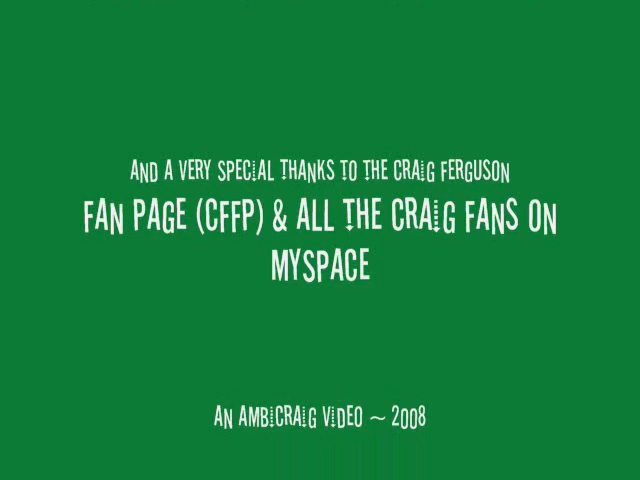 AND A VERY SPECIAL THANKS TO THE CRAIG FERGUSON
FAN PAGE (CFFP) & ALL THE CRAIG FANS ON
MYSPACE
AN AMBICRAIG VIDEO ~ 2008